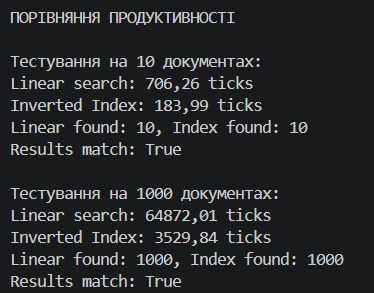 ПОРІВНЯННЯ ПРОДУКТИВНОСТІ
Тестування на 10 документах:
Linear search: 706,26 ticks
Inverted Index: 183,99 ticks
Linear found: 10, Index found: 10
Results match: True
Тестування на 1000 документах:
Linear search: 64872,01 ticks
Inverted Index: 3529,84 ticks
Linear found: 1000, Index found: 1000
Results match: True